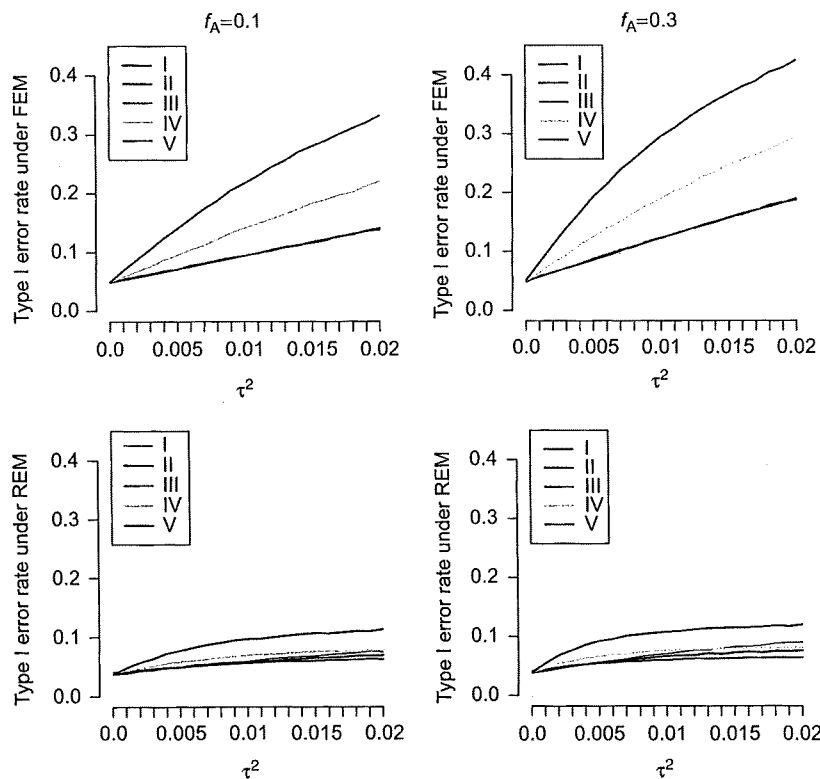 f_A=0.1
f_A=0.3
Type I error rate under FEM
0.4
0.3
0.2
0.1
0.0
I
II
III
IV
V
0.0 0.005 0.01 0.015 0.02
τ²
Type I error rate under FEM
0.4
0.3
0.2
0.1
0.0
I
II
III
IV
V
0.0 0.005 0.01 0.015 0.02
τ²
Type I error rate under REM
0.4
0.3
0.2
0.1
0.0
I
II
III
IV
V
0.0 0.005 0.01 0.015 0.02
τ²
Type I error rate under REM
0.4
0.3
0.2
0.1
0.0
I
II
III
IV
V
0.0 0.005 0.01 0.015 0.02
τ²